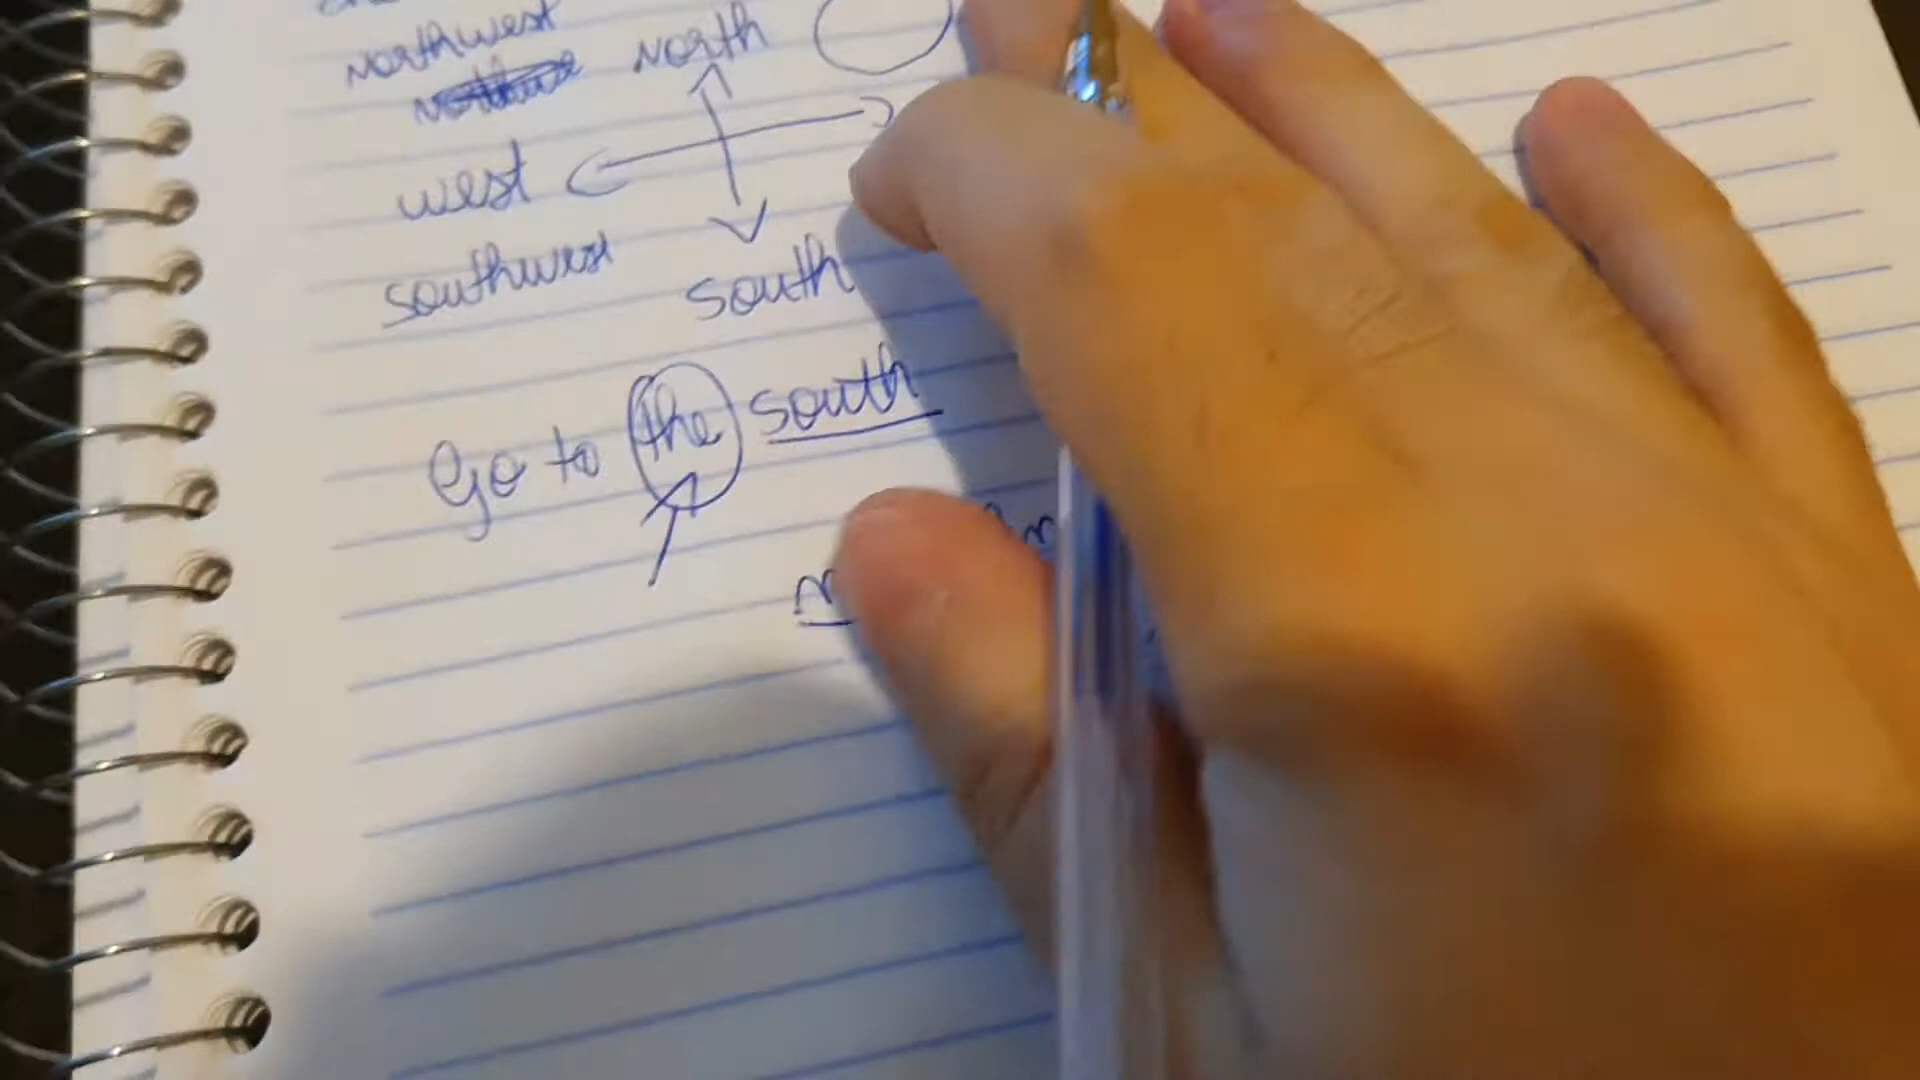 northwest
north
west
southwest
south
Go to the south